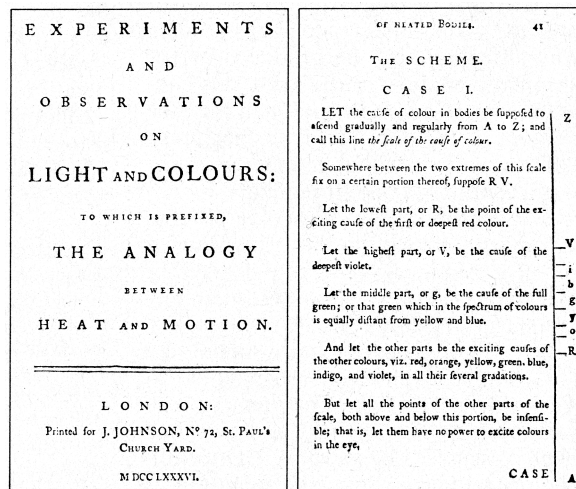 EXPERIMENTS
AND
OBSERVATIONS
ON
LIGHT AND COLOURS:
TO WHICH IS PREFIXED,
THE ANALOGY
BETWEEN
HEAT AND MOTION.
LONDON:
Printed for J. JOHNSON, Nº 72, St. PAUL's
CHURCH YARD.
M DCC LXXXVI.
OF HEATED BODIES. 41
THE SCHEME.
CASE I.
LET the cauſe of colour in bodies be ſuppoſed to
aſcend gradually and regularly from A to Z; and
call this line the ſcale of the cauſe of colour.
Somewhere between the two extremes of this ſcale
fix on a certain portion thereof, ſuppoſe R V.
Let the loweſt part, or R, be the point of the ex-
citing cauſe of the firſt or deepeſt red colour.
Let the higheſt part, or V, be the cauſe of the
deepeſt violet.
Let the middle part, or g, be the cauſe of the full
green; or that green which in the ſpectrum of colours
is equally diſtant from yellow and blue.
And let the other parts be the exciting cauſes of
the other colours, viz. red, orange, yellow, green. blue,
indigo, and violet, in all their ſeveral gradations.
But let all the points of the other parts of the
ſcale, both above and below this portion, be inſenſi-
ble; that is, let them have no power to excite colours
in the eye,
CASE
Z
V
i
b
g
y
o
R
A